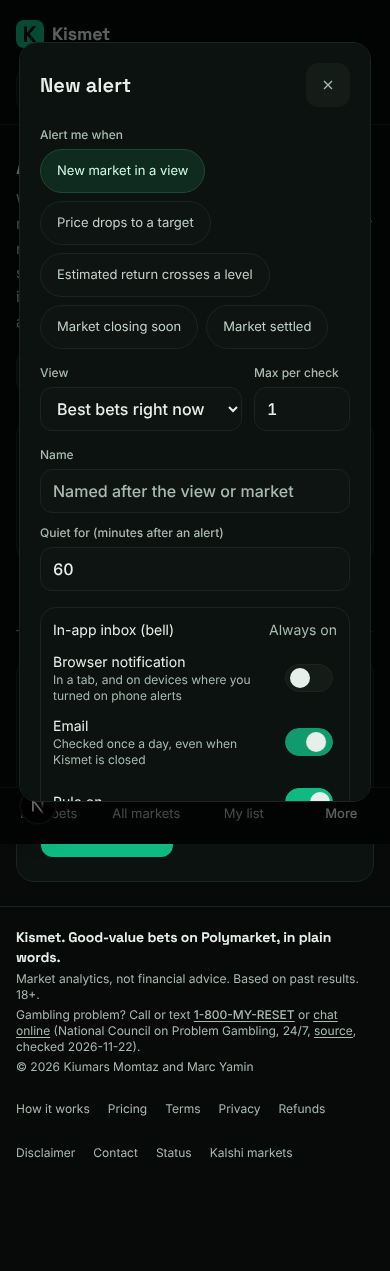 Kismet
New alert
×
Alert me when
New market in a view
Price drops to a target
Estimated return crosses a level
Market closing soon
Market settled
View
Max per check
Best bets right now
1
Name
Named after the view or market
Quiet for (minutes after an alert)
60
In-app inbox (bell)
Always on
Browser notification
In a tab, and on devices where you
turned on phone alerts
Email
Checked once a day, even when
Kismet is closed
Rule on
N
bets
All markets
My list
More
Kismet. Good-value bets on Polymarket, in plain
words.
Market analytics, not financial advice. Based on past results.
18+.
Gambling problem? Call or text 1-800-MY-RESET or chat
online (National Council on Problem Gambling, 24/7, source,
checked 2026-11-22).
© 2026 Kiumars Momtaz and Marc Yamin
How it works
Pricing
Terms
Privacy
Refunds
Disclaimer
Contact
Status
Kalshi markets